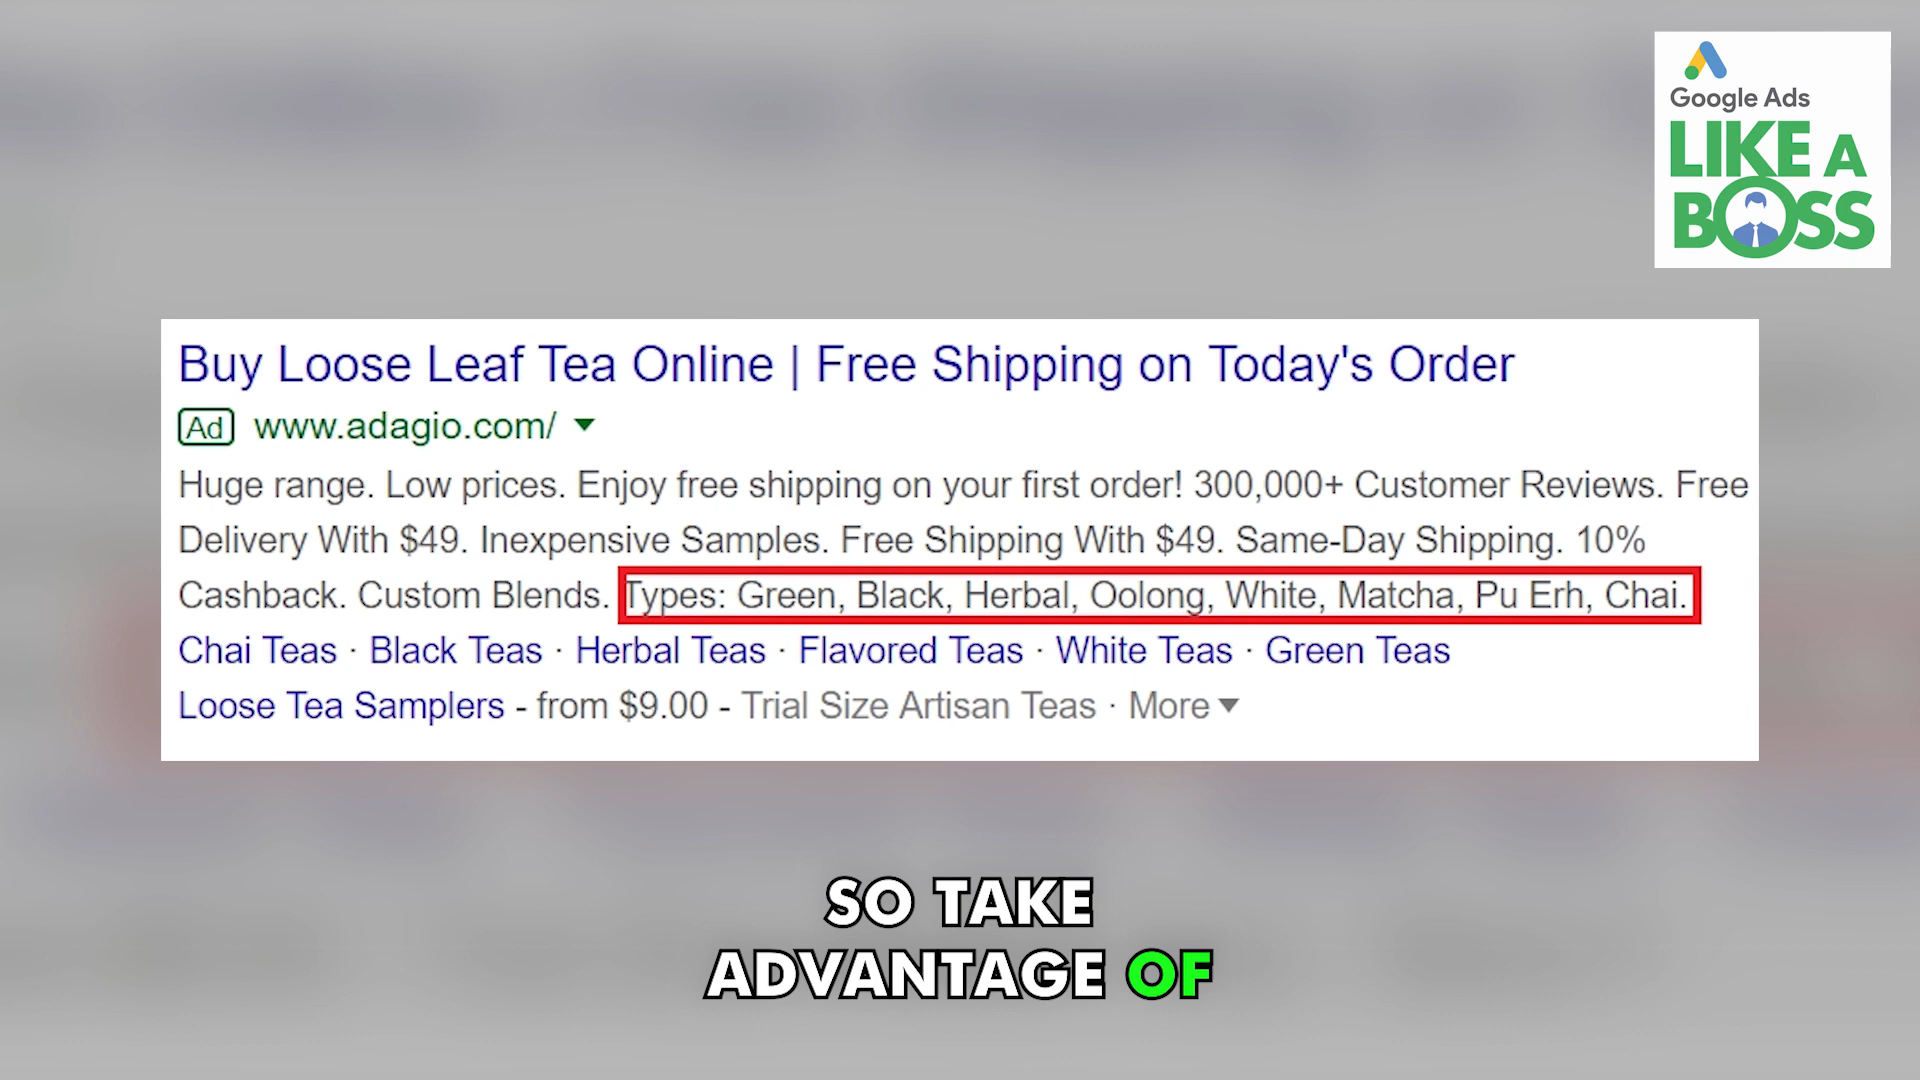 Google Ads
LIKE A
BOSS
Buy Loose Leaf Tea Online | Free Shipping on Today's Order
Ad www.adagio.com/
Huge range. Low prices. Enjoy free shipping on your first order! 300,000+ Customer Reviews. Free
Delivery With $49. Inexpensive Samples. Free Shipping With $49. Same-Day Shipping. 10%
Cashback. Custom Blends. Types: Green, Black, Herbal, Oolong, White, Matcha, Pu Erh, Chai.
Chai Teas · Black Teas · Herbal Teas · Flavored Teas · White Teas · Green Teas
Loose Tea Samplers - from $9.00 - Trial Size Artisan Teas · More
SO TAKE
ADVANTAGE OF